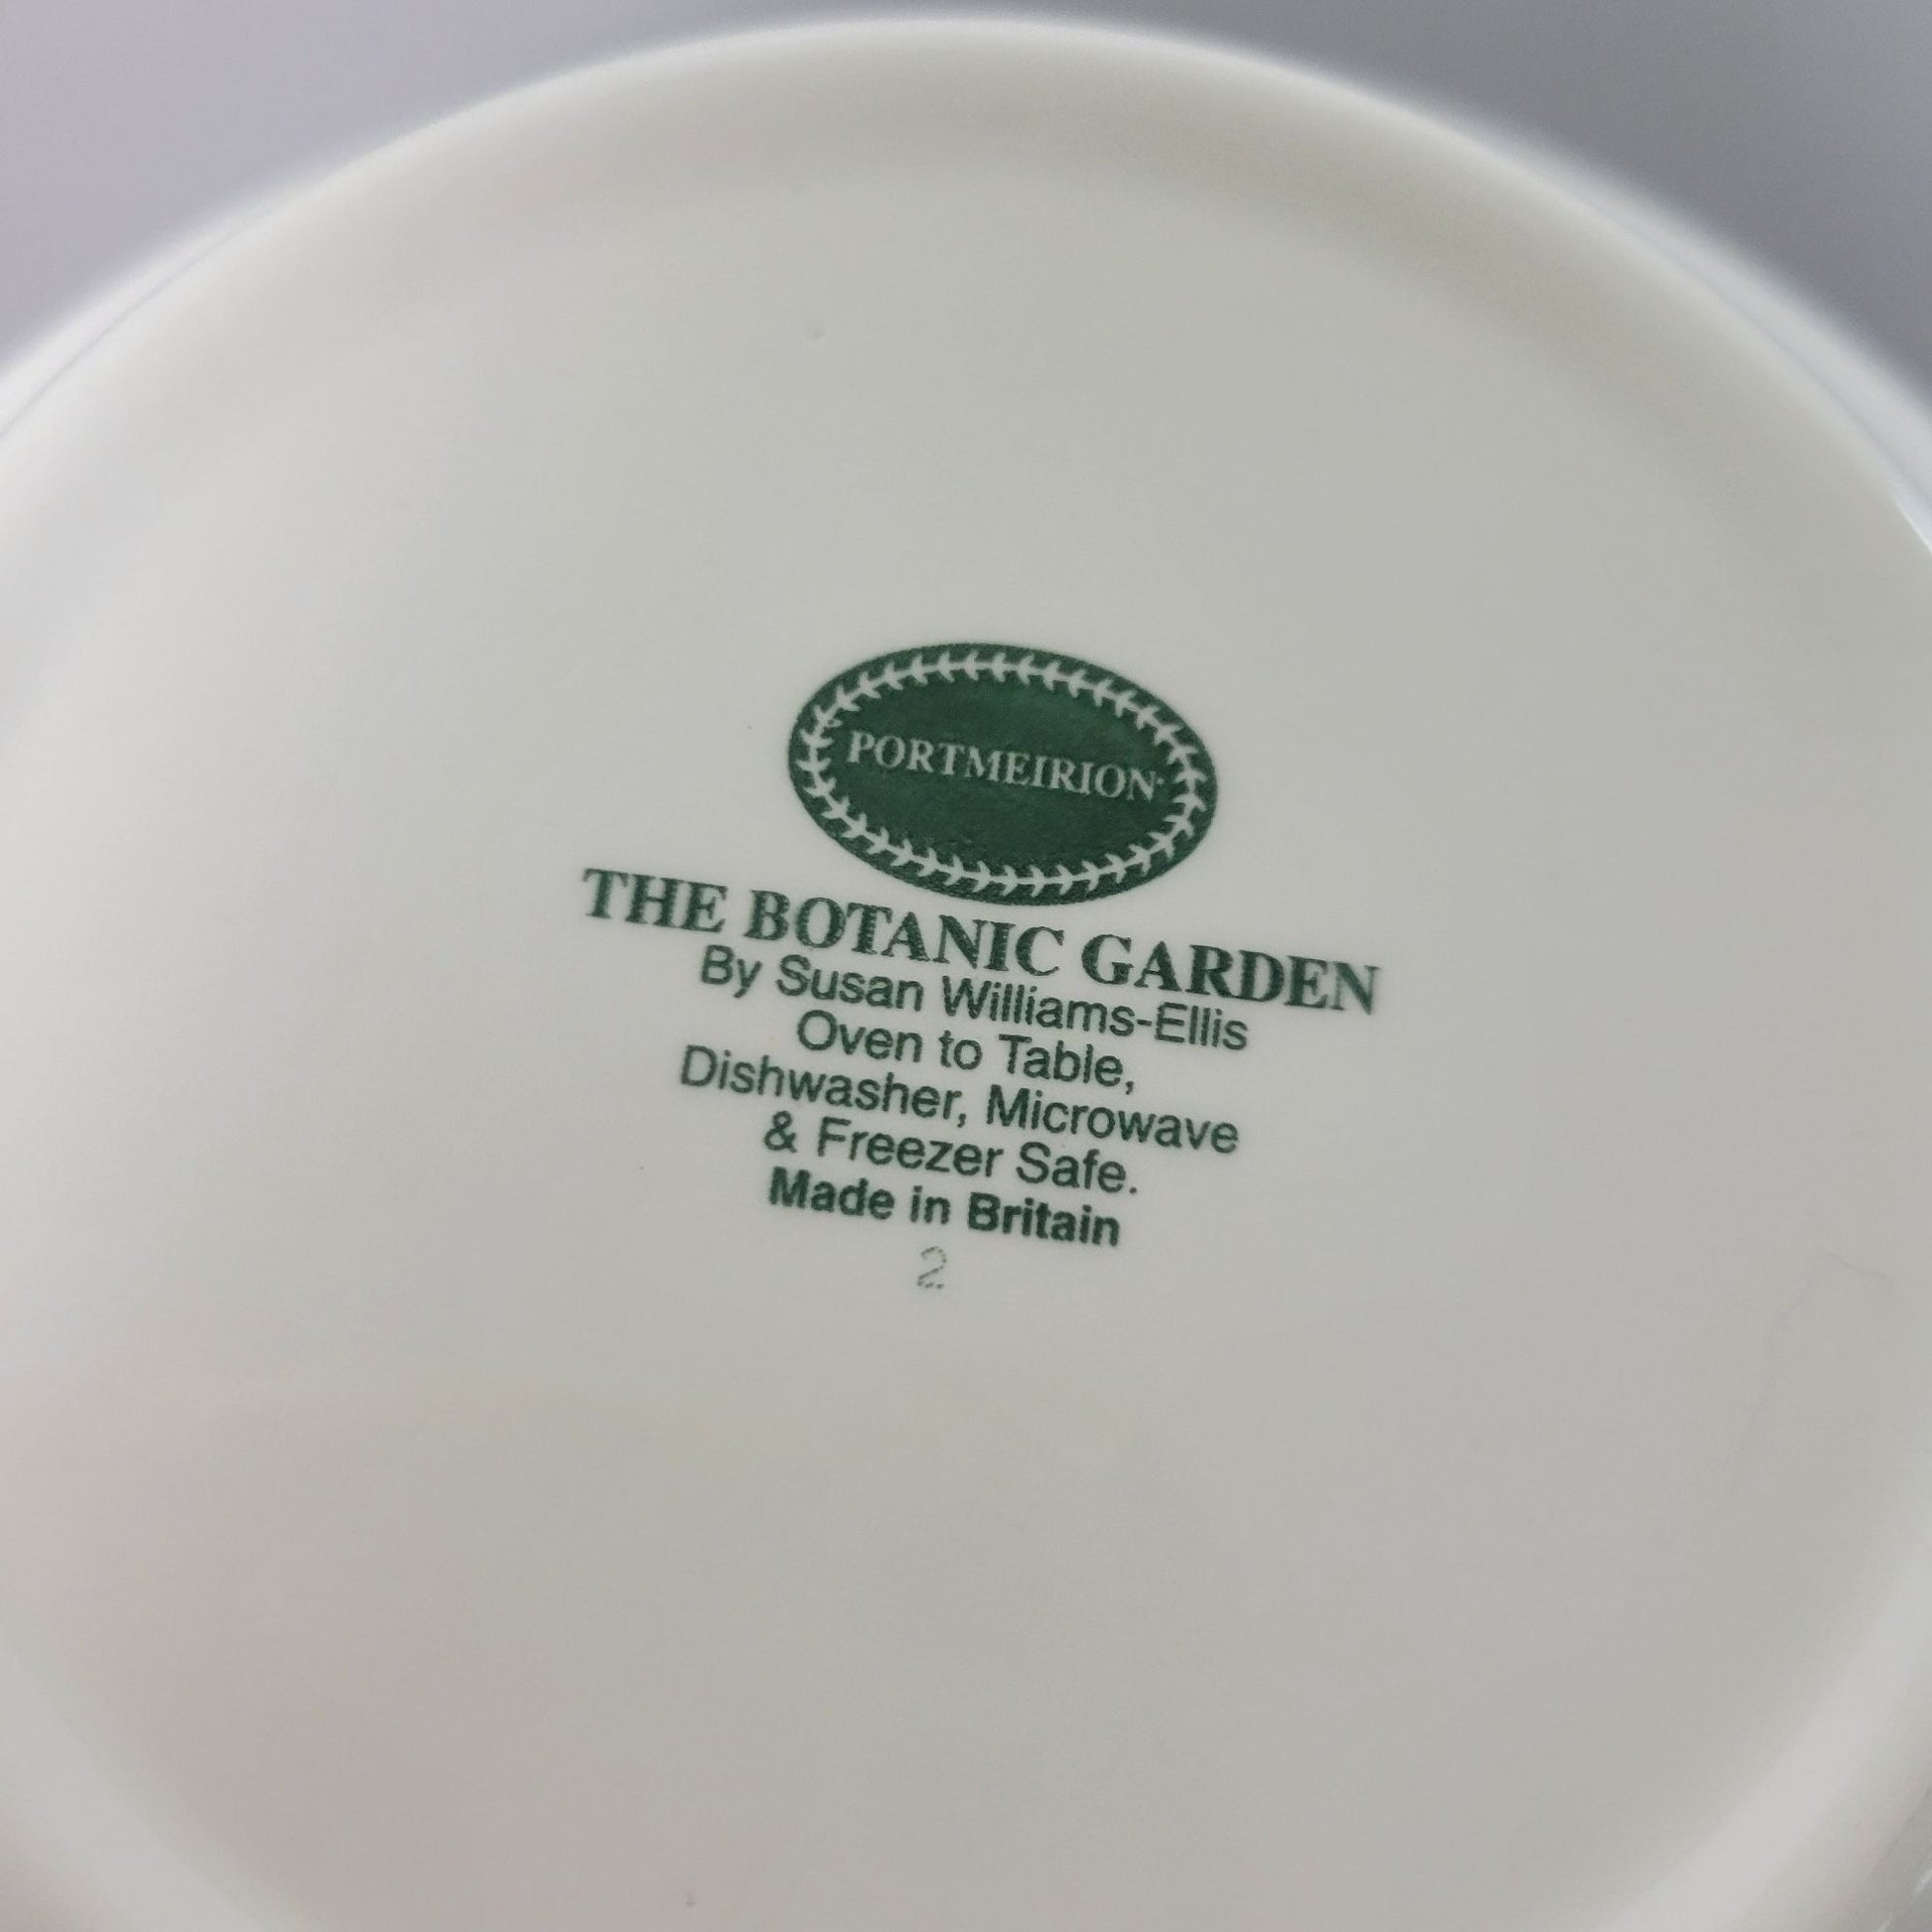 PORTMEIRION
THE BOTANIC GARDEN
By Susan Williams-Ellis
Oven to Table,
Dishwasher, Microwave
& Freezer Safe.
Made in Britain
2